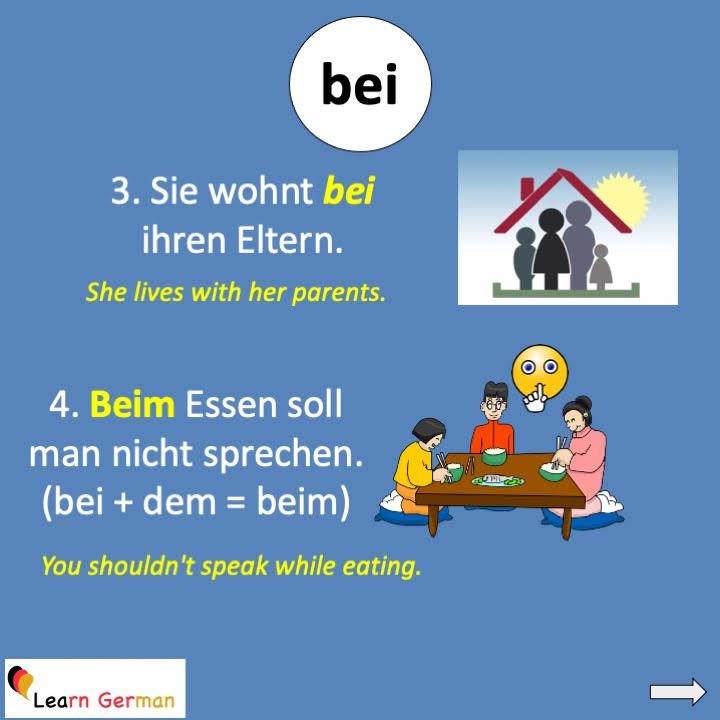 bei
3. Sie wohnt bei
ihren Eltern.
She lives with her parents.
4. Beim Essen soll
man nicht sprechen.
(bei + dem = beim)
You shouldn't speak while eating.
Learn German